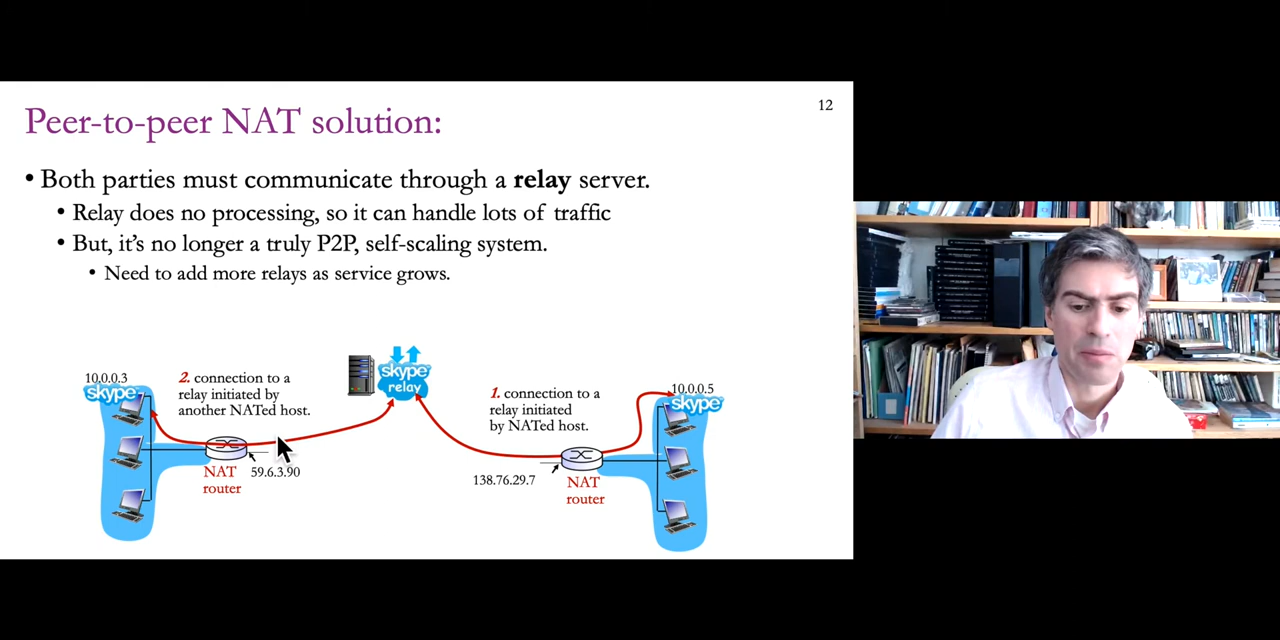 12
Peer-to-peer NAT solution:
• Both parties must communicate through a relay server.
• Relay does no processing, so it can handle lots of traffic
• But, it's no longer a truly P2P, self-scaling system.
• Need to add more relays as service grows.
10.0.0.3
skype
2. connection to a
relay initiated by
another NATed host.
skype
relay
1. connection to a
relay initiated
by NATed host.
10.0.0.5
skype
NAT
router
59.6.3.90
138.76.29.7
NAT
router